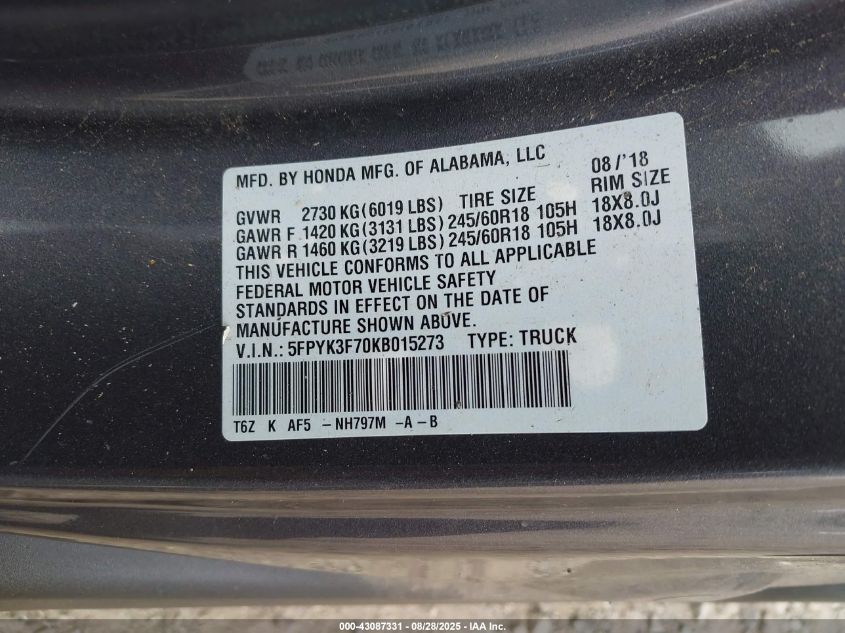 MFD. BY HONDA MFG. OF ALABAMA, LLC 08/'18
GVWR 2730 KG(6019 LBS) TIRE SIZE RIM SIZE
GAWR F 1420 KG(3131 LBS) 245/60R18 105H 18X8.0J
GAWR R 1460 KG(3219 LBS) 245/60R18 105H 18X8.0J
THIS VEHICLE CONFORMS TO ALL APPLICABLE
FEDERAL MOTOR VEHICLE SAFETY
STANDARDS IN EFFECT ON THE DATE OF
MANUFACTURE SHOWN ABOVE.
V.I.N.: 5FPYK3F70KB015273 TYPE: TRUCK
T6Z K AF5 -NH797M -A-B
000-43087331 - 08/28/2025 - IAA Inc.